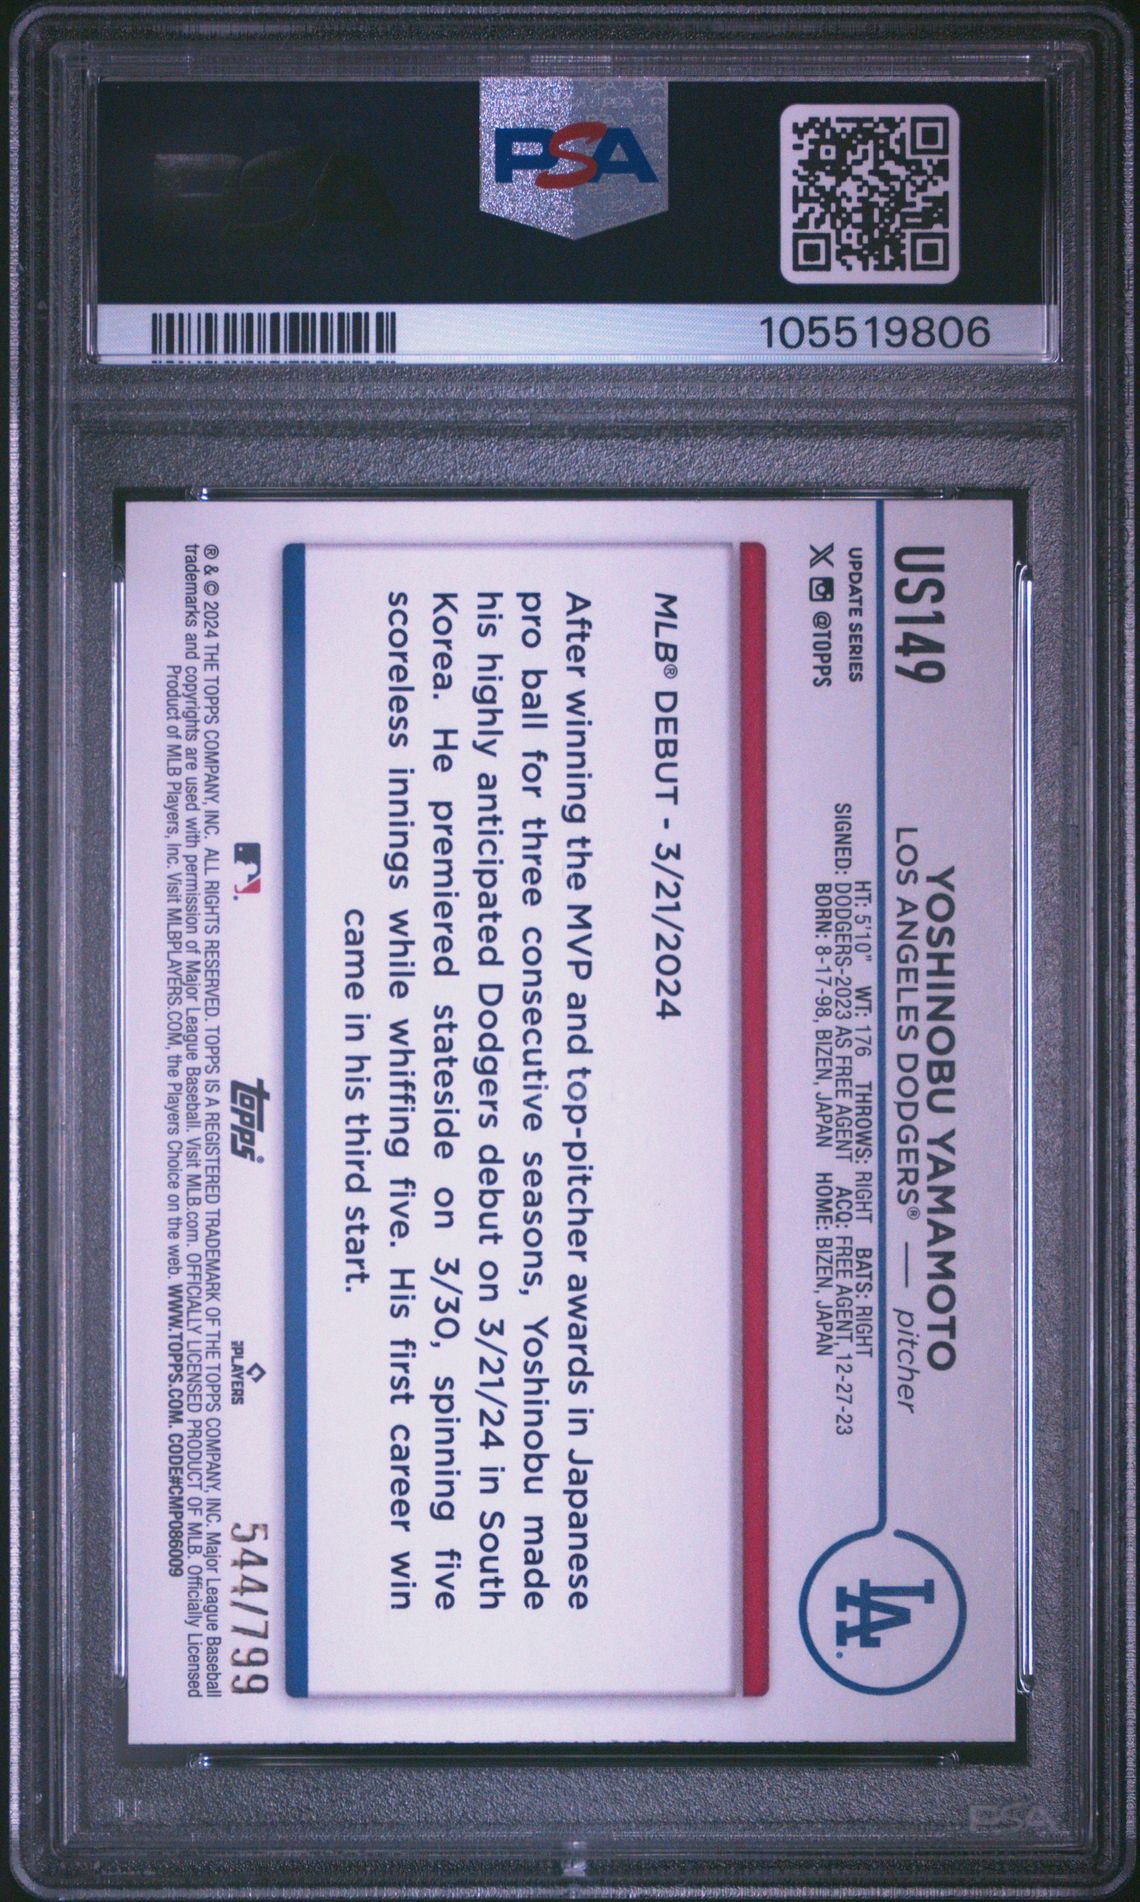 PSA
105519806
US149
YOSHINOBU YAMAMOTO
LOS ANGELES DODGERS® — pitcher
UPDATE SERIES
X @TOPPS
HT: 5'10" WT: 176 THROWS: RIGHT BATS: RIGHT
SIGNED: DODGERS-2023 AS FREE AGENT ACQ: FREE AGENT, 12-27-23
BORN: 8-17-98, BIZEN, JAPAN HOME: BIZEN, JAPAN
LA
MLB® DEBUT - 3/21/2024
After winning the MVP and top-pitcher awards in Japanese
pro ball for three consecutive seasons, Yoshinobu made
his highly anticipated Dodgers debut on 3/21/24 in South
Korea. He premiered stateside on 3/30, spinning five
scoreless innings while whiffing five. His first career win
came in his third start.
topps®
PLAYERS
544/799
® & © 2024 THE TOPPS COMPANY, INC. ALL RIGHTS RESERVED. TOPPS IS A REGISTERED TRADEMARK OF THE TOPPS COMPANY, INC. Major League Baseball
trademarks and copyrights are used with permission of Major League Baseball. Visit MLB.com. OFFICIALLY LICENSED PRODUCT OF MLB. Officially Licensed
Product of MLB Players, Inc. Visit MLBPLAYERS.COM, the Players Choice on the web. WWW.TOPPS.COM. CODE#CMP086009
PSA